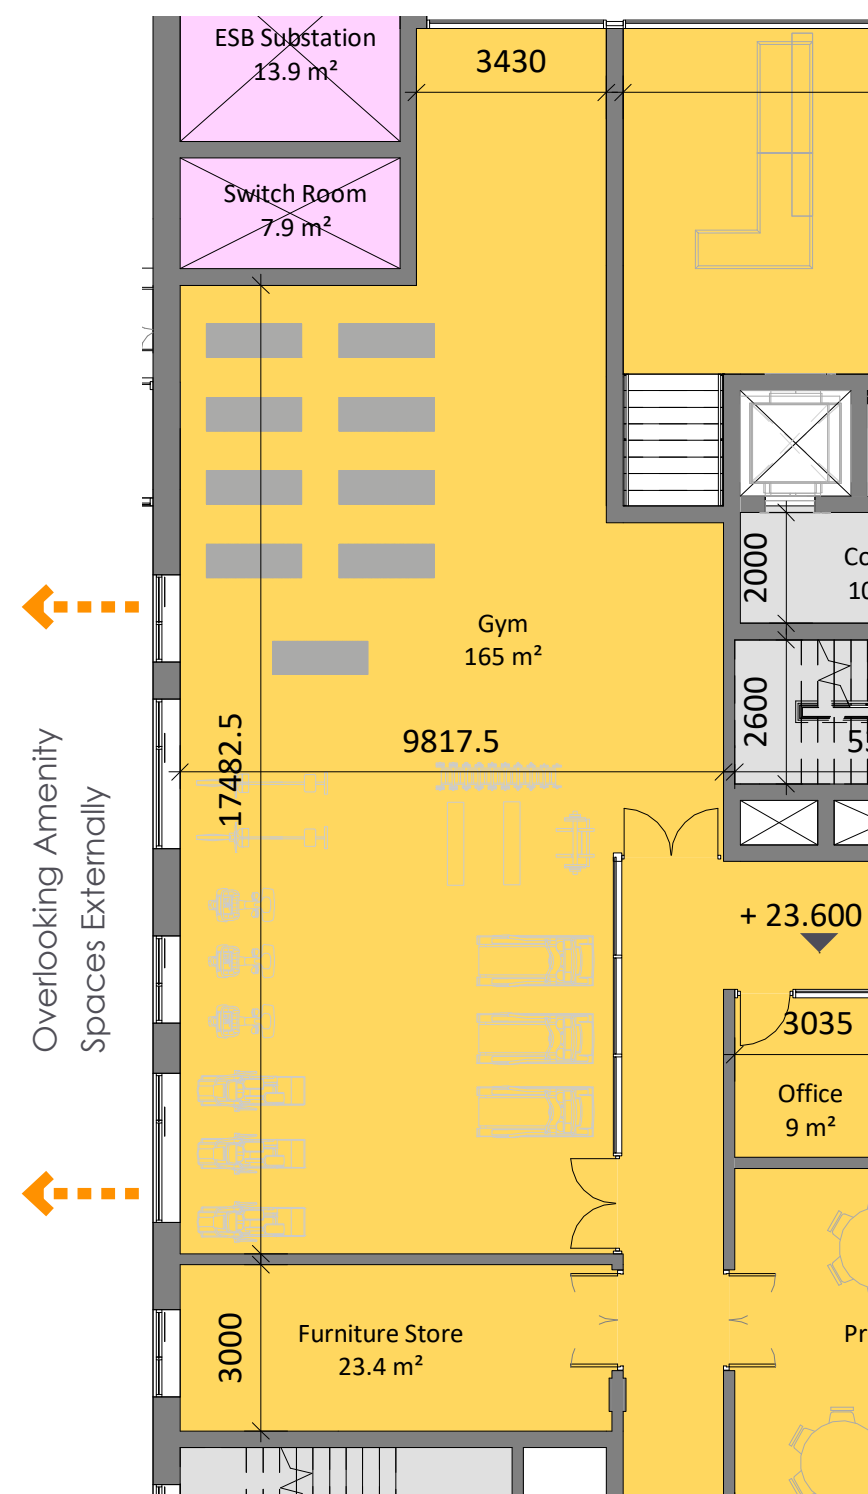 ESB Substation
13.9 m²
3430
Switch Room
7.9 m²
2000
Gym
165 m²
2600
17482.5
9817.5
Overlooking Amenity
Spaces Externally
+ 23.600
3035
Office
9 m²
3000
Furniture Store
23.4 m²